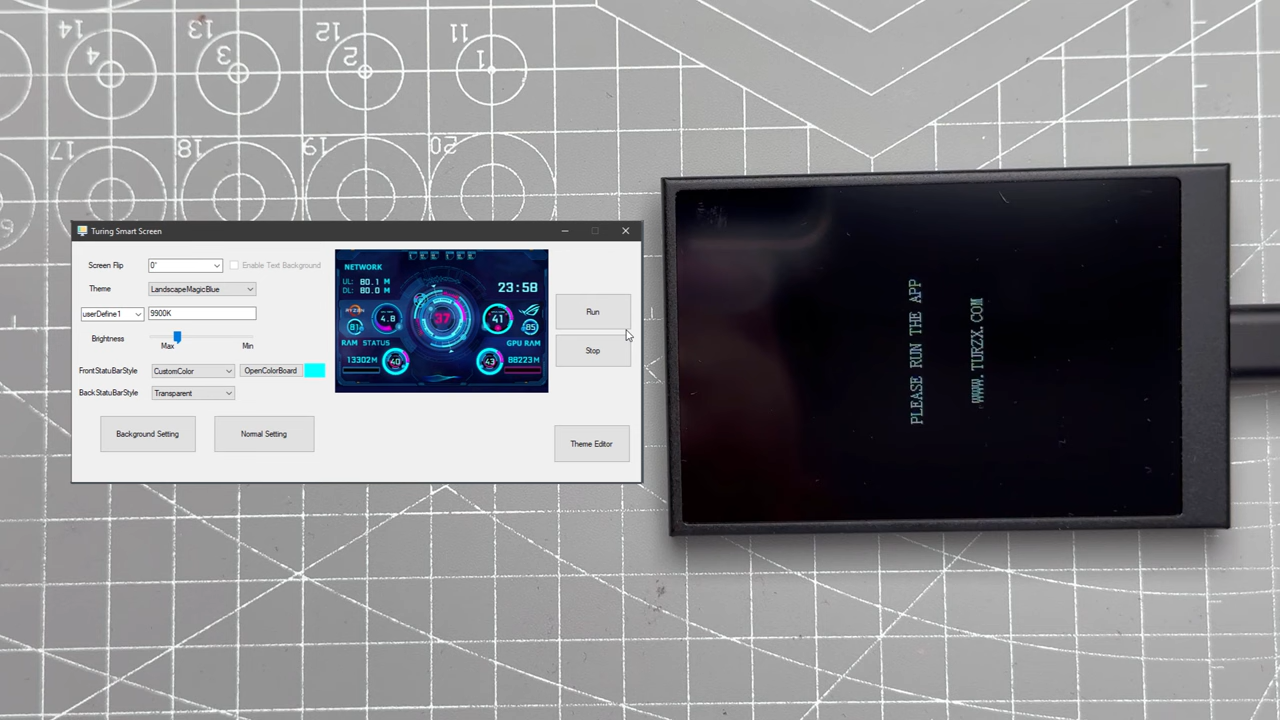 14
13
12
11
4
3
2
1
17
18
19
20
6
Turing Smart Screen
Screen Flip
0°
Enable Text Background
Theme
LandscapeMagicBlue
userDefine1
9900K
Brightness
Max
Min
FrontStatuBarStyle
CustomColor
OpenColorBoard
BackStatuBarStyle
Transparent
Background Setting
Normal Setting
NETWORK
UL: 80.1 M
DL: 80.0 M
23:58
RYZEN
81
4.8
37
41
85
RAM STATUS
GPU RAM
13302M
40
43
88223M
Run
Stop
Theme Editor
PLEASE RUN THE APP
WWW.TURZX.COM